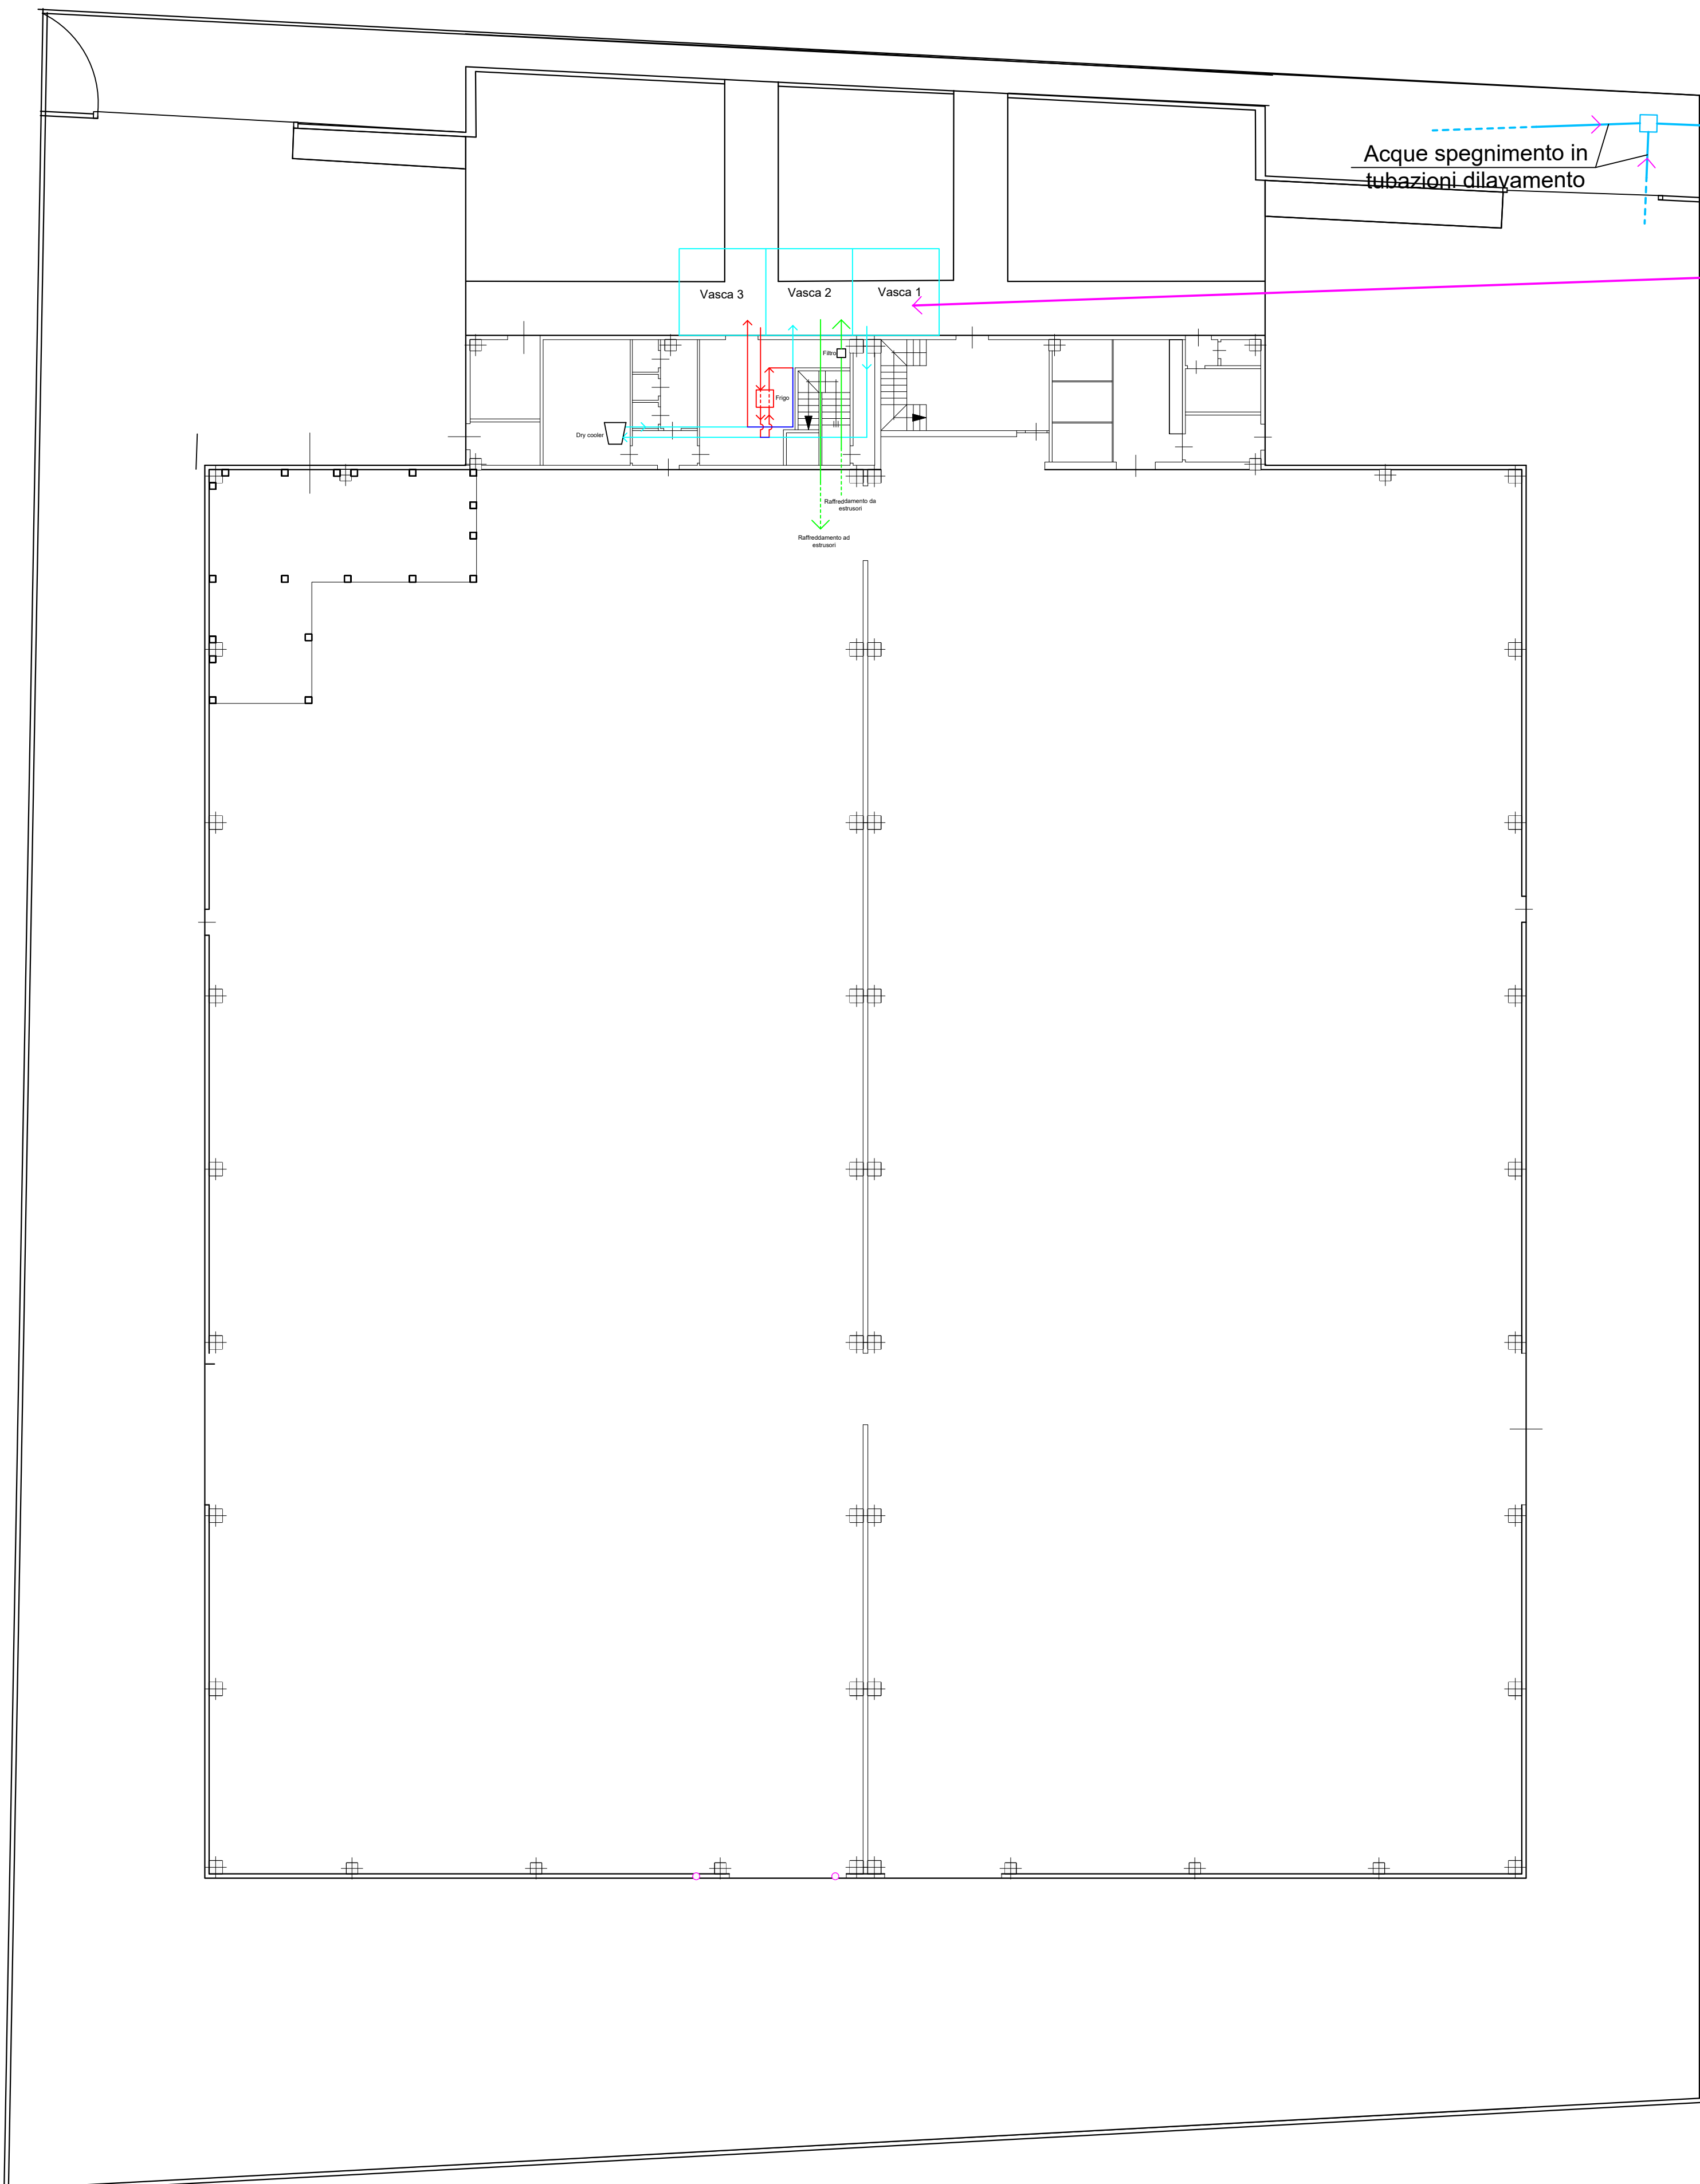 Acque spegnimento in
tubazioni dilavamento
Vasca 3
Vasca 2
Vasca 1
Filtro
Frigo
Dry cooler
Raffreddamento da
estrusori
Raffreddamento ad
estrusori